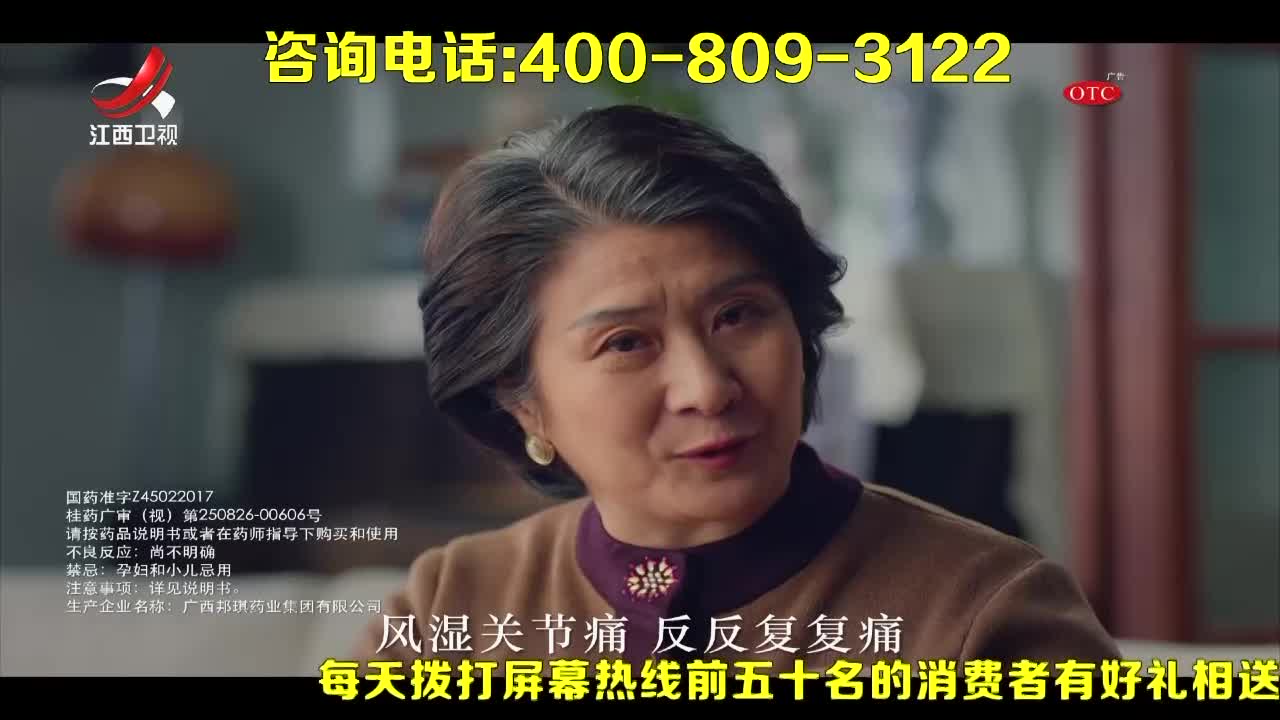 咨询电话:400-809-3122
江西卫视
广告
OTC
国药准字Z45022017
桂药广审（视）第250826-00606号
请按药品说明书或者在药师指导下购买和使用
不良反应：尚不明确
禁忌：孕妇和小儿忌用
注意事项：详见说明书。
生产企业名称：广西邦琪药业集团有限公司
风湿关节痛 反反复复痛
每天拨打屏幕热线前五十名的消费者有好礼相送